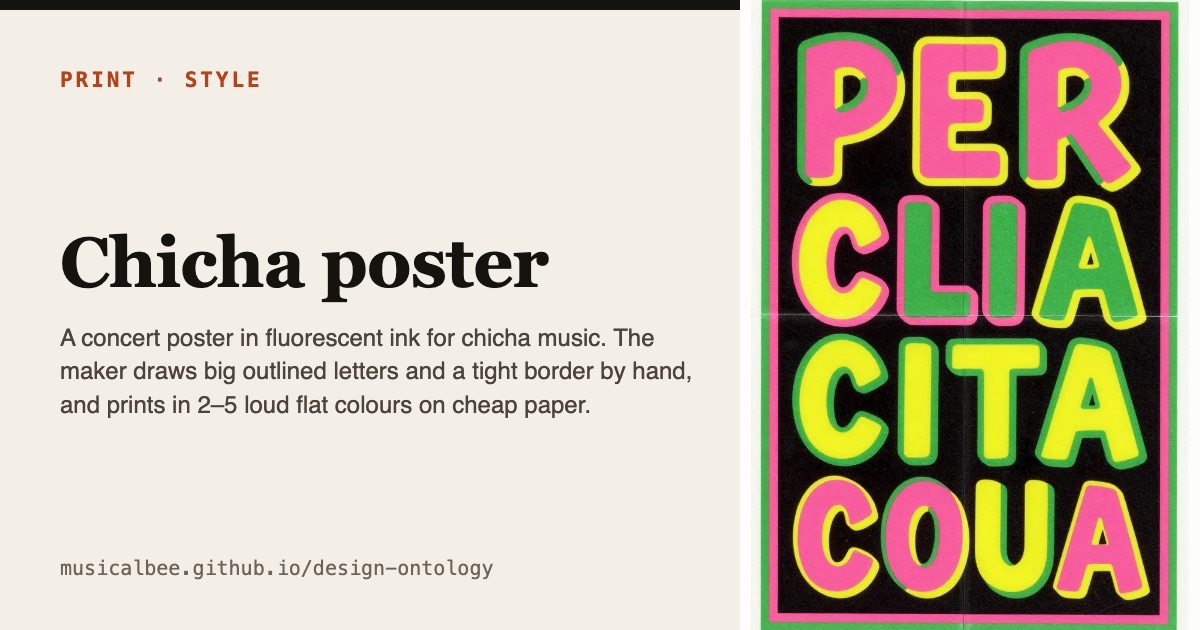 PRINT · STYLE
Chicha poster
A concert poster in fluorescent ink for chicha music. The
maker draws big outlined letters and a tight border by hand,
and prints in 2–5 loud flat colours on cheap paper.
musicalbee.github.io/design-ontology
PER
CLIA
CITA
COUA